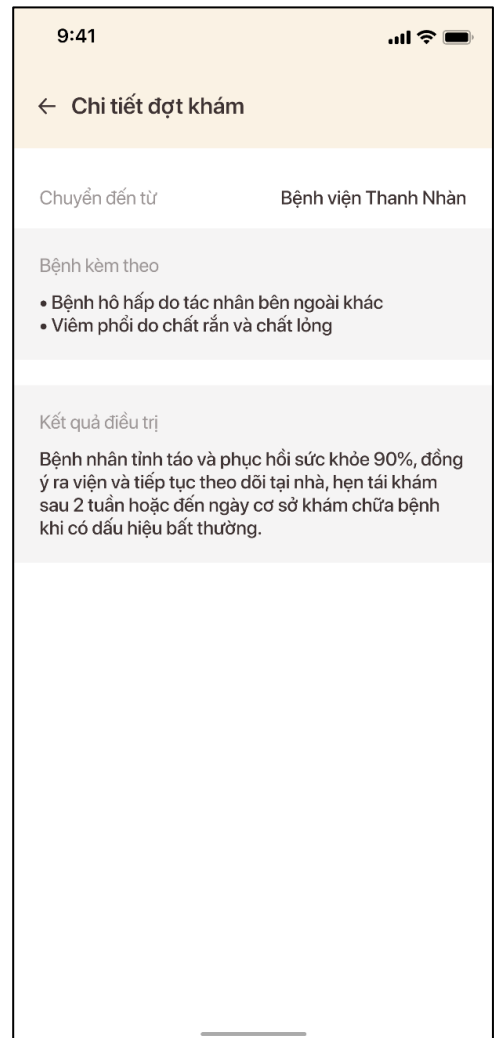 9:41
← Chi tiết đợt khám
Chuyển đến từ Bệnh viện Thanh Nhàn
Bệnh kèm theo
• Bệnh hô hấp do tác nhân bên ngoài khác
• Viêm phổi do chất rắn và chất lỏng
Kết quả điều trị
Bệnh nhân tỉnh táo và phục hồi sức khỏe 90%, đồng
ý ra viện và tiếp tục theo dõi tại nhà, hẹn tái khám
sau 2 tuần hoặc đến ngày cơ sở khám chữa bệnh
khi có dấu hiệu bất thường.